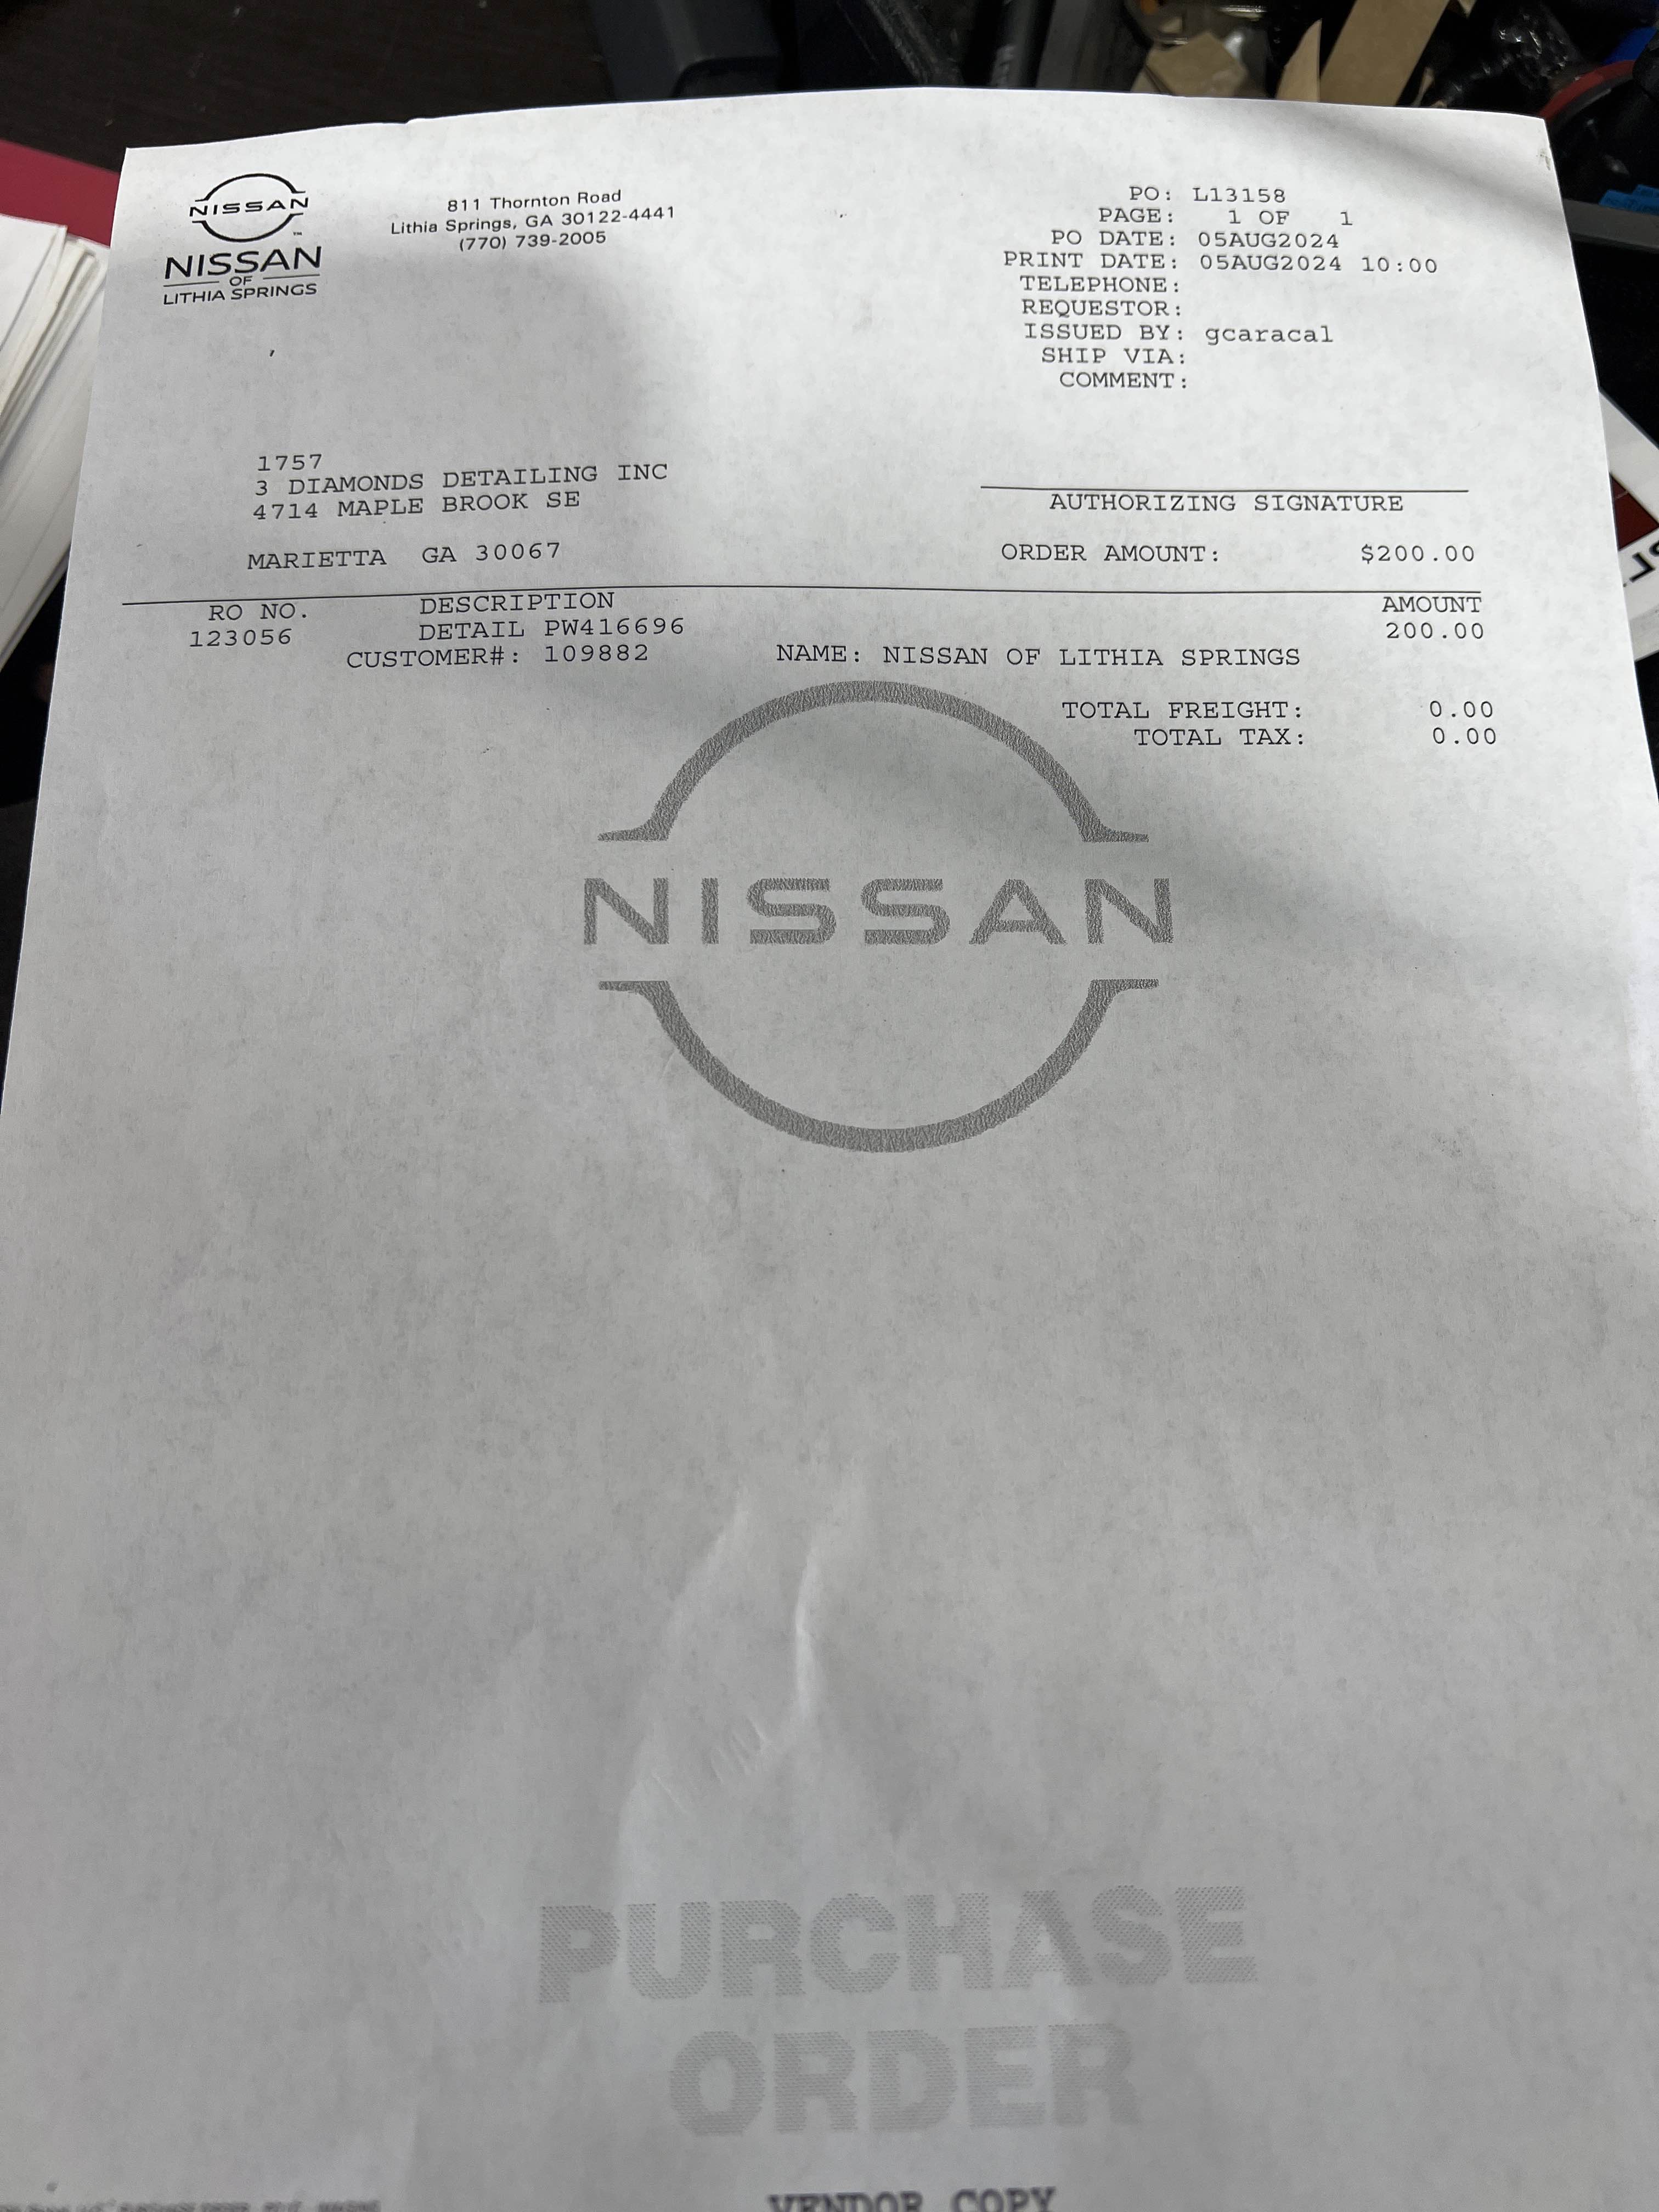 NISSAN
NISSAN
OF
LITHIA SPRINGS
811 Thornton Road
Lithia Springs, GA 30122-4441
(770) 739-2005
PO: L13158
PAGE: 1 OF 1
PO DATE: 05AUG2024
PRINT DATE: 05AUG2024 10:00
TELEPHONE:
REQUESTOR:
ISSUED BY: gcaracal
SHIP VIA:
COMMENT:
1757
3 DIAMONDS DETAILING INC
4714 MAPLE BROOK SE
MARIETTA GA 30067
AUTHORIZING SIGNATURE
ORDER AMOUNT: $200.00
RO NO. DESCRIPTION AMOUNT
123056 DETAIL PW416696 200.00
CUSTOMER#: 109882 NAME: NISSAN OF LITHIA SPRINGS
TOTAL FREIGHT: 0.00
TOTAL TAX: 0.00
NISSAN
PURCHASE
ORDER
VENDOR COPY